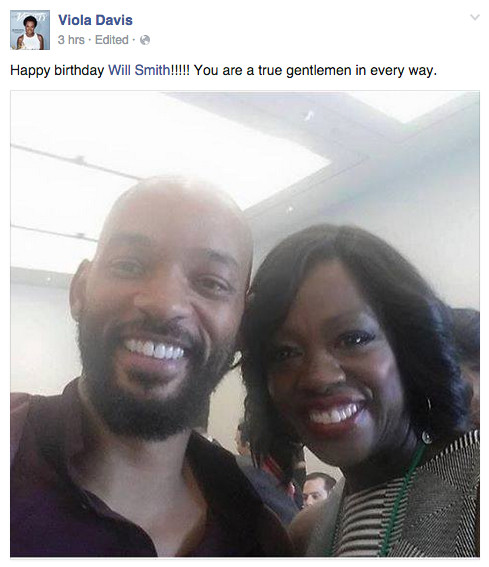 Viola Davis
3 hrs · Edited ·
Happy birthday Will Smith!!!!! You are a true gentlemen in every way.